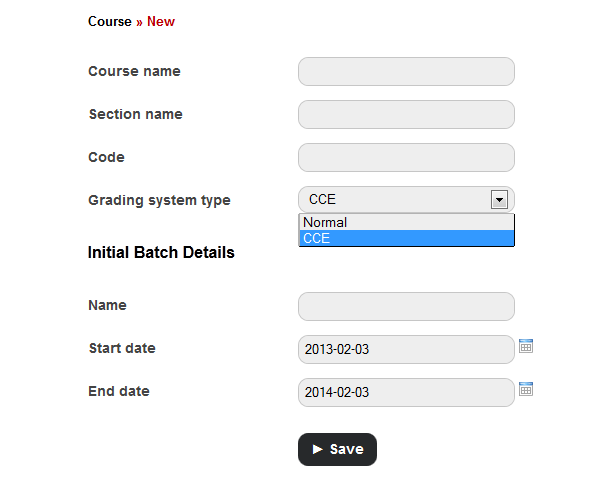 Course » New
Course name
Section name
Code
Grading system type CCE
Normal
CCE
Initial Batch Details
Name
Start date 2013-02-03
End date 2014-02-03
► Save